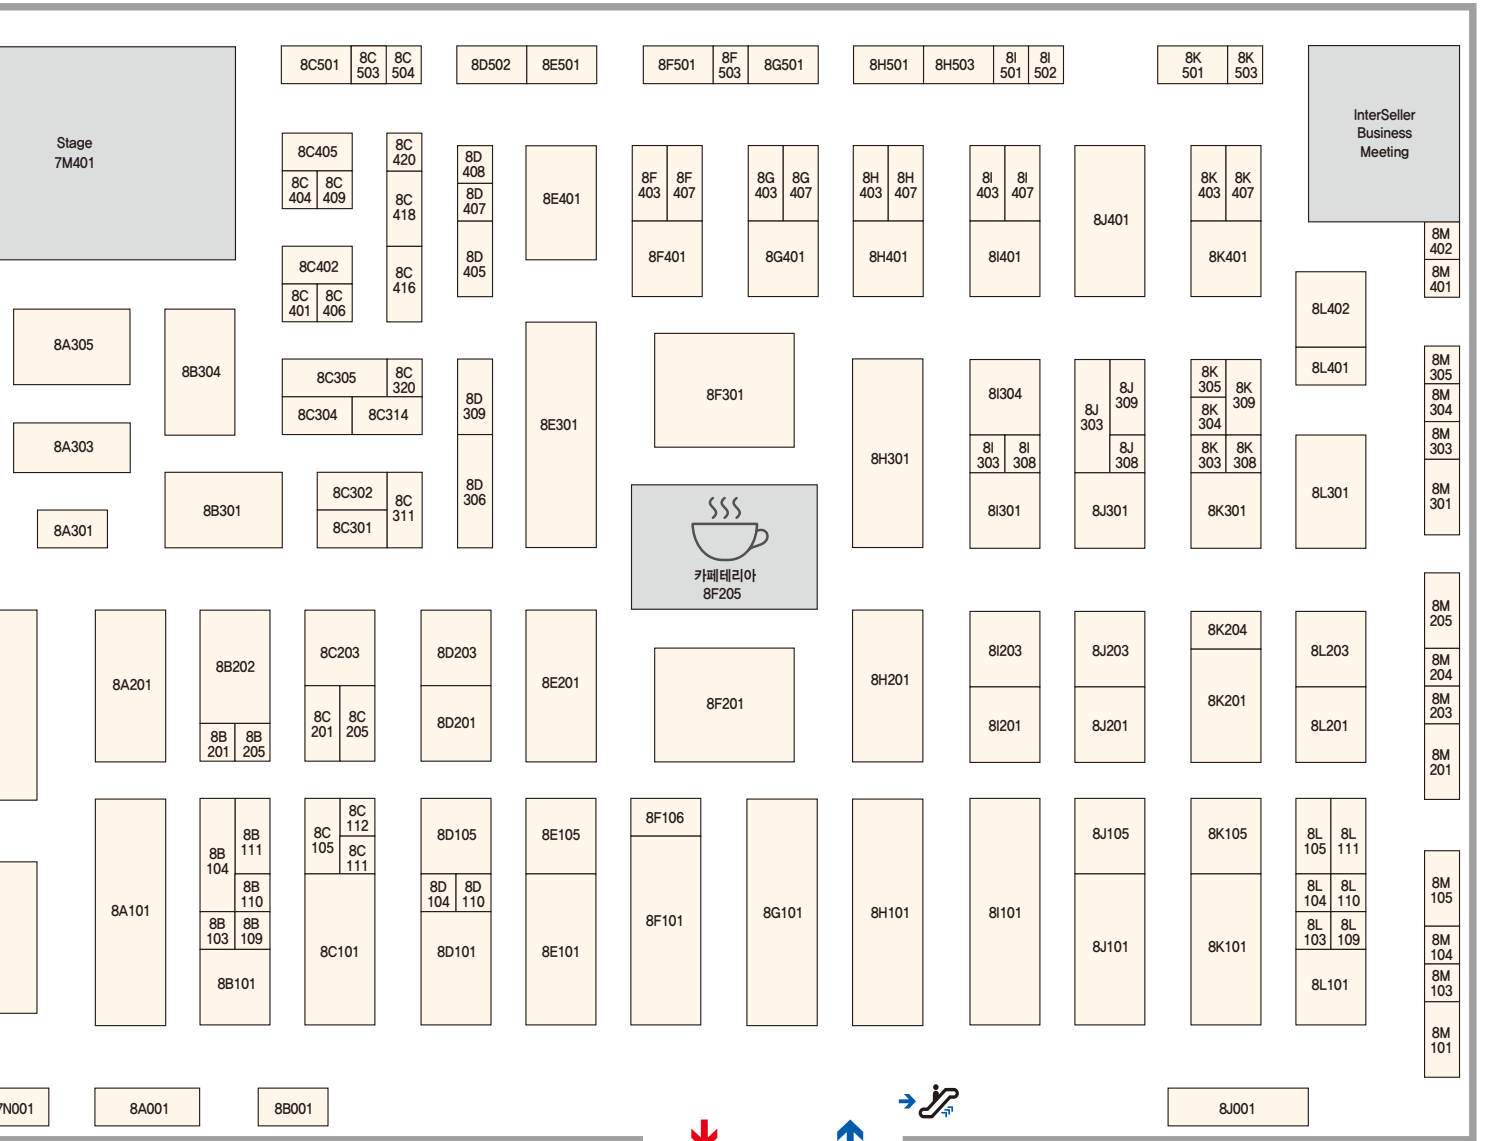 8C501
8C
503
8C
504
8D502
8E501
8F501
8F
503
8G501
8H501
8H503
8I
501
8I
502
8K
501
8K
503
Stage
7M401
InterSeller
Business
Meeting
8C405
8C
404
8C
409
8C
420
8C
418
8C
416
8C402
8C
401
8C
406
8D
408
8D
407
8D
405
8E401
8F
403
8F
407
8F401
8G
403
8G
407
8G401
8H
403
8H
407
8H401
8I
403
8I
407
8I401
8J401
8K
403
8K
407
8K401
8M
402
8M
401
8L402
8L401
8A305
8A303
8A301
8B304
8B301
8C305
8C
320
8C304
8C314
8C302
8C301
8C
311
8D
309
8D
306
8E301
8F301
8H301
8I304
8I
303
8I
308
8I301
8J
303
8J
309
8J
308
8J301
8K
305
8K
304
8K
309
8K
303
8K
308
8K301
8L301
8M
305
8M
304
8M
303
8M
301
카페테리아
8F205
8A201
8B202
8B
201
8B
205
8C203
8C
201
8C
205
8D203
8D201
8E201
8F201
8H201
8I203
8I201
8J203
8J201
8K204
8K201
8L203
8L201
8M
205
8M
204
8M
203
8M
201
8A101
8B
104
8B
111
8B
110
8B
103
8B
109
8B101
8C
105
8C
112
8C
111
8C101
8D105
8D
104
8D
110
8D101
8E105
8E101
8F106
8F101
8G101
8H101
8I101
8J105
8J101
8K105
8K101
8L
105
8L
111
8L
104
8L
110
8L
103
8L
109
8L101
8M
105
8M
104
8M
103
8M
101
7N001
8A001
8B001
8J001